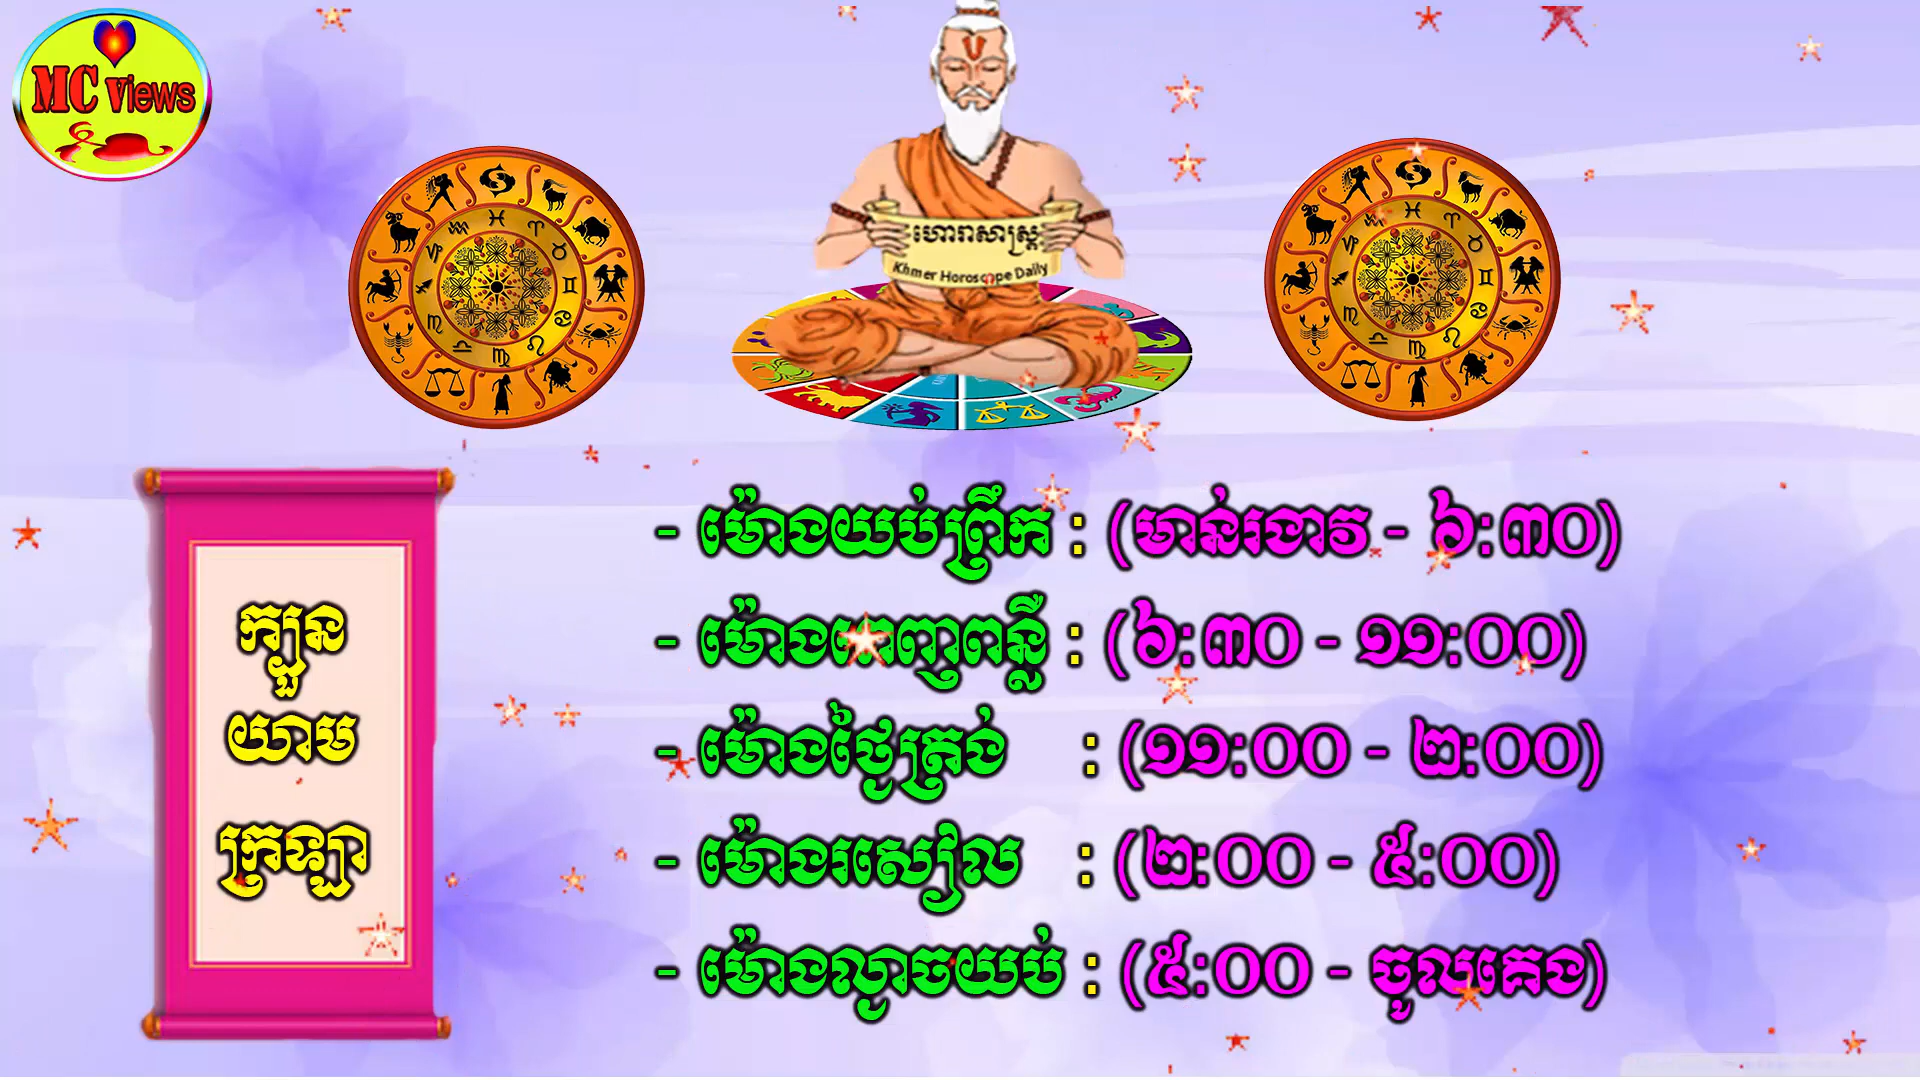 MC Views
ហោរាសាស្ត្រ
Khmer Horoscope Daily
ក្បួន
យាម
ក្រឡា
- ម៉ោងយប់ព្រឹក : (មាន់រងាវ - ៦:៣០)
- ម៉ោងពេញពន្លឺ : (៦:៣០ - ១១:០០)
- ម៉ោងថ្ងៃត្រង់ : (១១:០០ - ២:០០)
- ម៉ោងរសៀល : (២:០០ - ៥:០០)
- ម៉ោងល្ងាចយប់ : (៥:០០ - ចូលគេង)